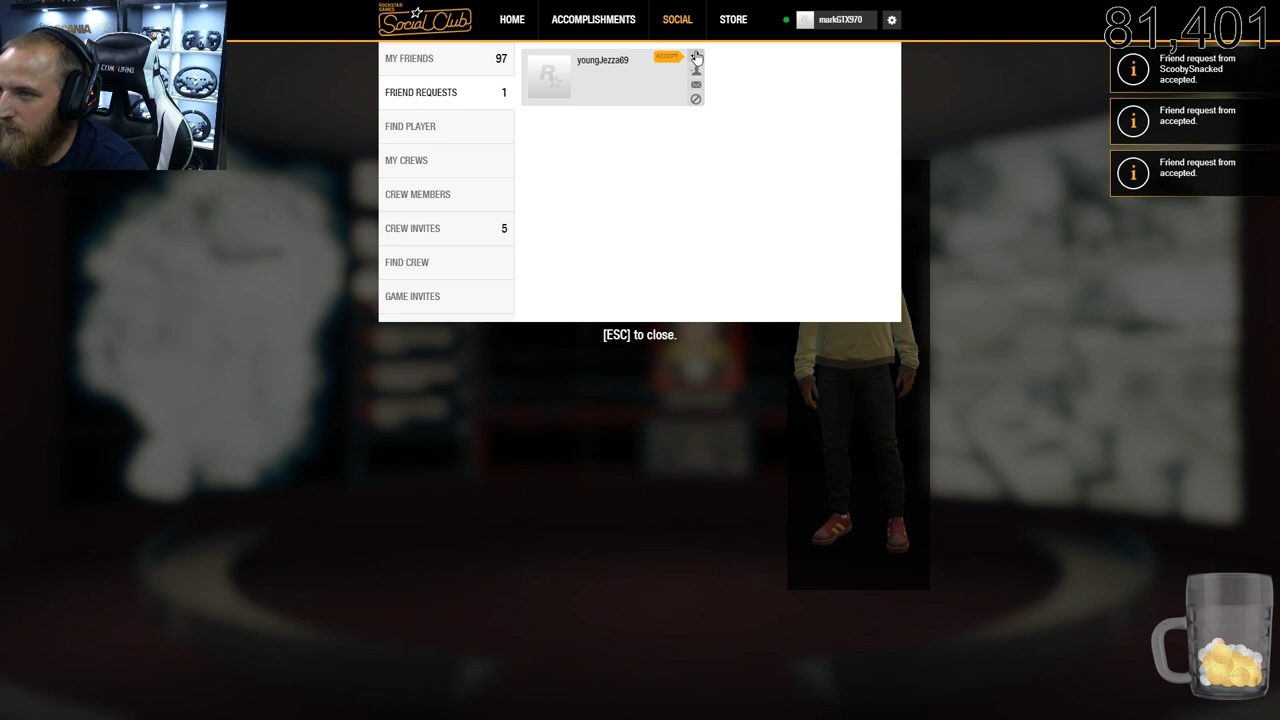 ROCKSTAR
GAMES
Social Club
HOME
ACCOMPLISHMENTS
SOCIAL
STORE
markGTX970
81,401
MY FRIENDS 97
FRIEND REQUESTS 1
FIND PLAYER
MY CREWS
CREW MEMBERS
CREW INVITES 5
FIND CREW
GAME INVITES
youngJezza69
ACCEPT
[ESC] to close.
Friend request from
ScoobySnacked
accepted.
Friend request from
accepted.
Friend request from
accepted.